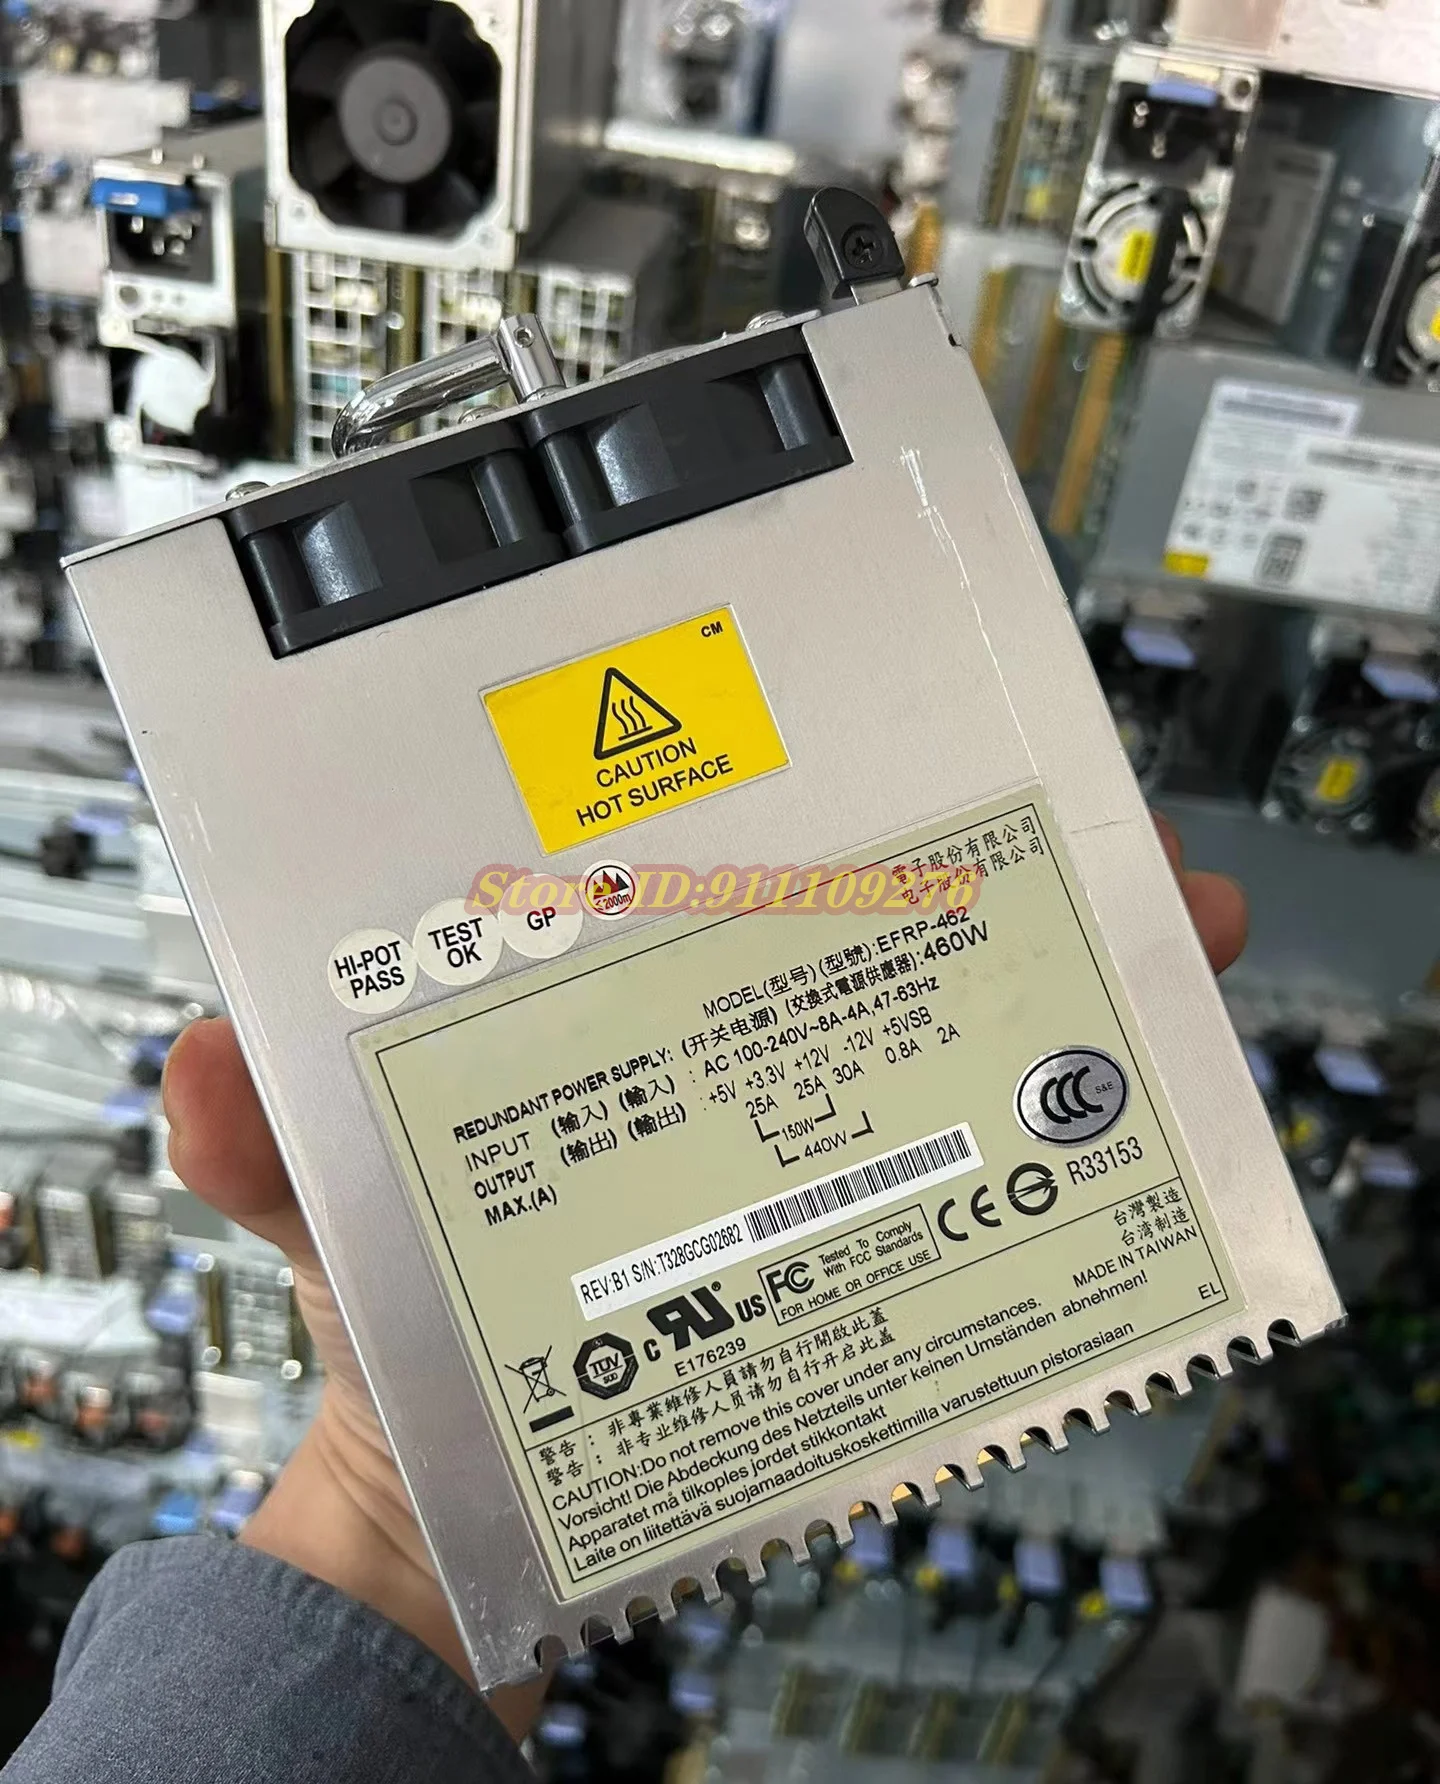 CM
CAUTION
HOT SURFACE
Store ID:911109276
HI-POT
PASS
TEST
OK
GP
≤2000m
電子股份有限公司
电子股份有限公司
MODEL(型号)(型號):EFRP-462
REDUNDANT POWER SUPPLY: (开关电源) (交換式電源供應器):460W
INPUT (输入) (輸入) : AC 100-240V~8A-4A,47-63Hz
OUTPUT (输出) (輸出) : +5V +3.3V +12V -12V +5VSB
MAX.(A) 25A 25A 30A 0.8A 2A
150W
440W
CCC S&E
REV:B1 S/N:T328GCG02682
R33153
TÜV
SÜD
c RU US
E176239
FC Tested To Comply
With FCC Standards
FOR HOME OR OFFICE USE
CE
台灣製造
台湾制造
MADE IN TAIWAN
EL
警告 : 非專業維修人員請勿自行開啟此蓋
警告 : 非专业维修人员请勿自行开启此盖
CAUTION:Do not remove this cover under any circumstances.
Vorsicht! Die Abdeckung des Netzteils unter keinen Umständen abnehmen!
Apparatet må tilkoples jordet stikkontakt
Laite on liitettävä suojamaadoituskoskettimilla varustettuun pistorasiaan